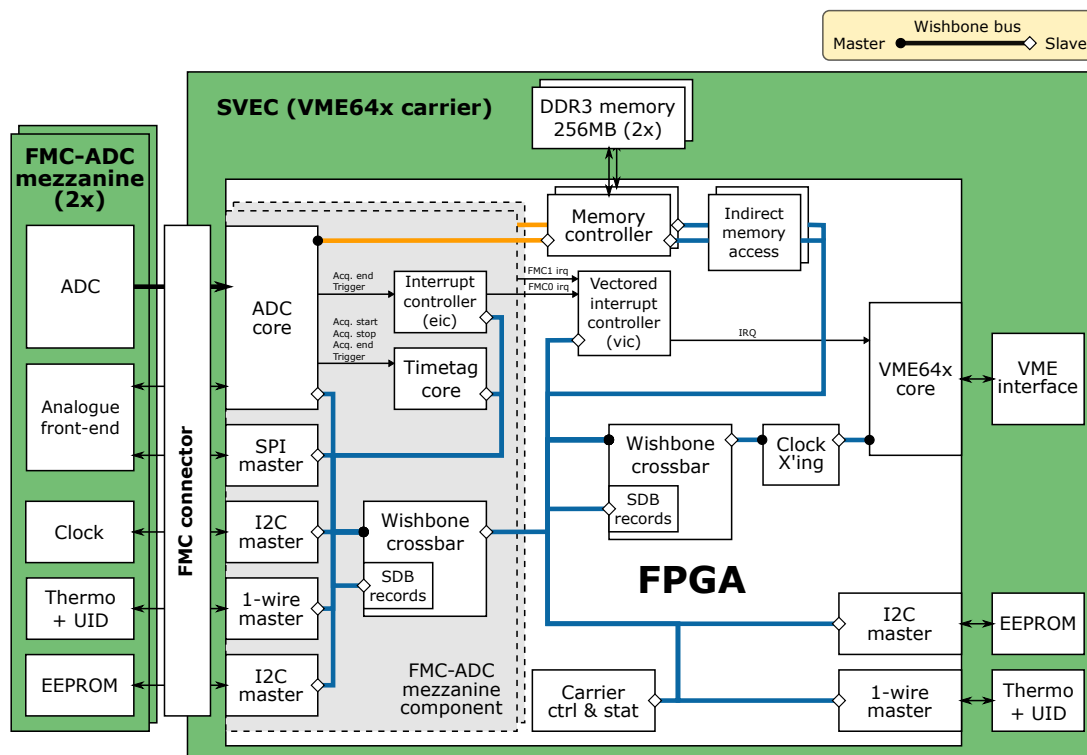 Wishbone bus
Master
Slave
SVEC (VME64x carrier)
DDR3 memory
256MB (2x)
FMC-ADC
mezzanine
(2x)
ADC
Analogue
front-end
Clock
Thermo
+ UID
EEPROM
FMC connector
ADC
core
SPI
master
I2C
master
1-wire
master
I2C
master
Acq. end
Trigger
Acq. start
Acq. stop
Acq. end
Trigger
Interrupt
controller
(eic)
Timetag
core
Wishbone
crossbar
SDB
records
FMC-ADC
mezzanine
component
Memory
controller
Indirect
memory
access
FMC1 irq
FMC0 irq
Vectored
interrupt
controller
(vic)
IRQ
VME64x
core
VME
interface
Wishbone
crossbar
SDB
records
Clock
X'ing
FPGA
Carrier
ctrl & stat
I2C
master
EEPROM
1-wire
master
Thermo
+ UID